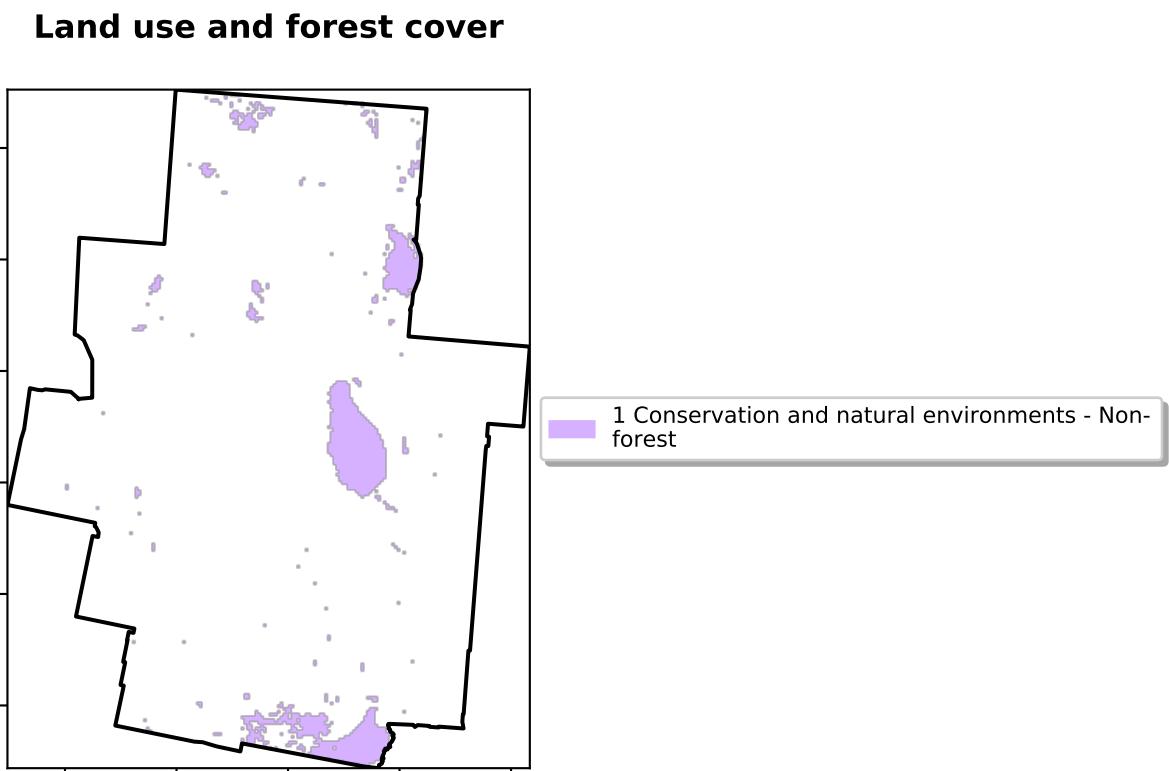 Land use and forest cover
1 Conservation and natural environments - Non-
forest